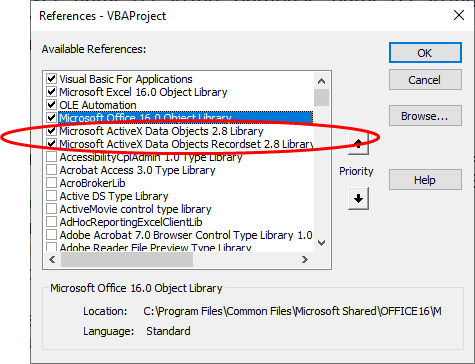 References - VBAProject
Available References:
OK
Visual Basic For Applications
Microsoft Excel 16.0 Object Library
OLE Automation
Cancel
Microsoft Office 16.0 Object Library
Microsoft ActiveX Data Objects 2.8 Library
Microsoft ActiveX Data Objects Recordset 2.8 Library
Browse...
AccessibilityCplAdmin 1.0 Type Library
Acrobat Access 3.0 Type Library
Priority
AcroBrokerLib
Help
Active DS Type Library
ActiveMovie control type library
AdHocReportingExcelClientLib
Adobe Acrobat 7.0 Browser Control Type Library 1.0
Adobe Reader File Preview Type Library
Microsoft Office 16.0 Object Library
Location: C:\Program Files\Common Files\Microsoft Shared\OFFICE16\M
Language: Standard